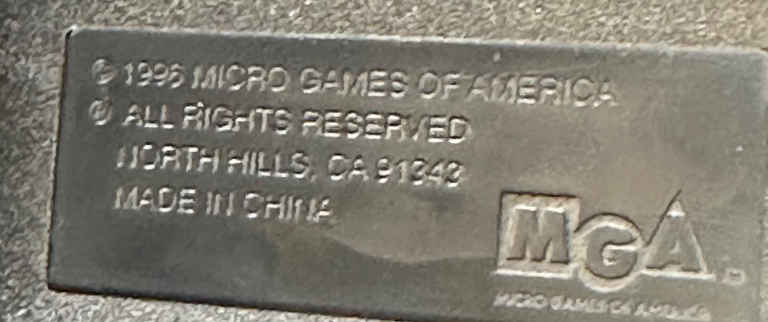 © 1996 MICRO GAMES OF AMERICA
℗ ALL RIGHTS RESERVED
NORTH HILLS, CA 91343
MADE IN CHINA
MGA
MICRO GAMES OF AMERICA